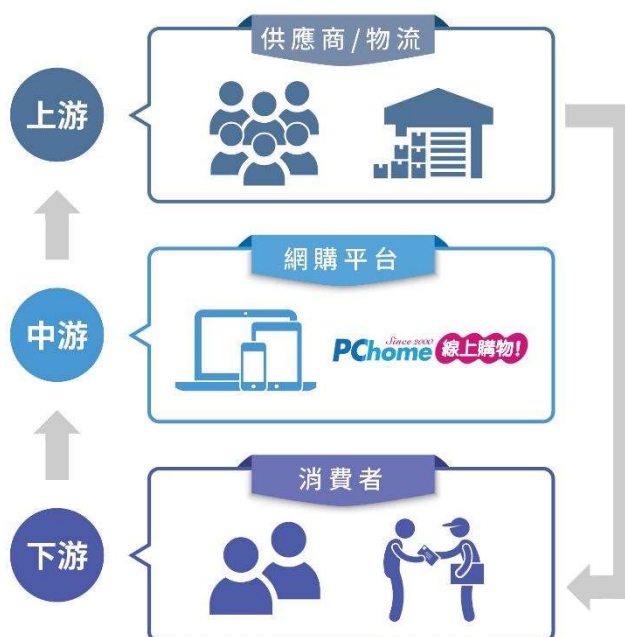 供應商/物流
上游
網購平台
中游
Since 2000
PChome 線上購物!
消費者
下游